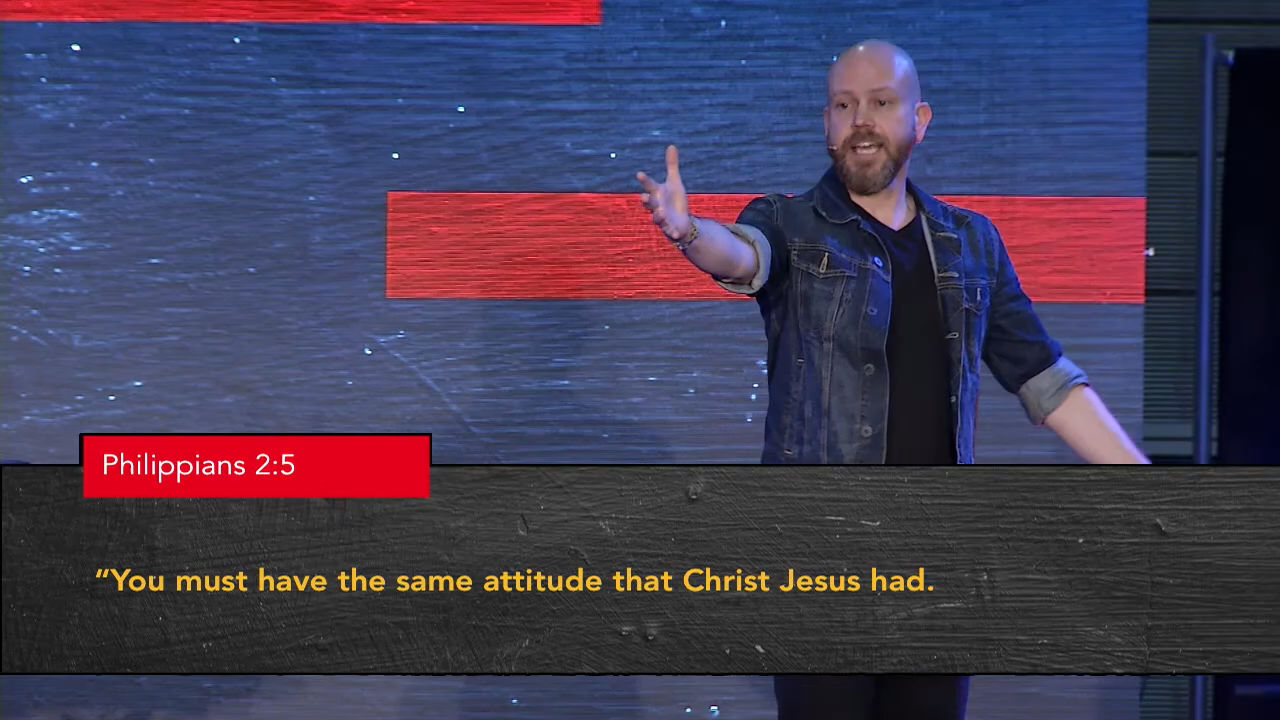 Philippians 2:5
“You must have the same attitude that Christ Jesus had.